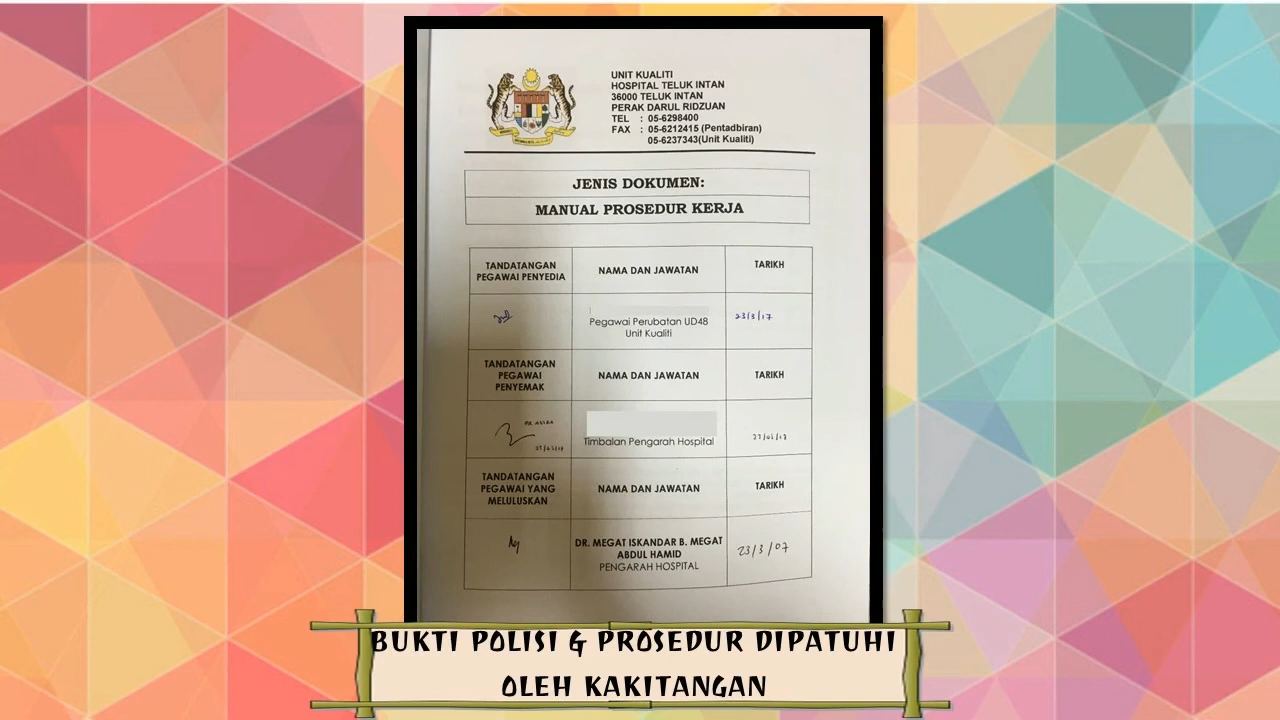 UNIT KUALITI
HOSPITAL TELUK INTAN
36000 TELUK INTAN
PERAK DARUL RIDZUAN
TEL : 05-6298400
FAX : 05-6212415 (Pentadbiran)
05-6237343(Unit Kualiti)
JENIS DOKUMEN:
MANUAL PROSEDUR KERJA
TANDATANGAN
PEGAWAI PENYEDIA
NAMA DAN JAWATAN
TARIKH
Pegawai Perubatan UD48
Unit Kualiti
23/3/17
TANDATANGAN
PEGAWAI
PENYEMAK
NAMA DAN JAWATAN
TARIKH
Timbalan Pengarah Hospital
TANDATANGAN
PEGAWAI YANG
MELULUSKAN
NAMA DAN JAWATAN
TARIKH
DR. MEGAT ISKANDAR B. MEGAT
ABDUL HAMID
PENGARAH HOSPITAL
23/3/07
BUKTI POLISI & PROSEDUR DIPATUHI
OLEH KAKITANGAN